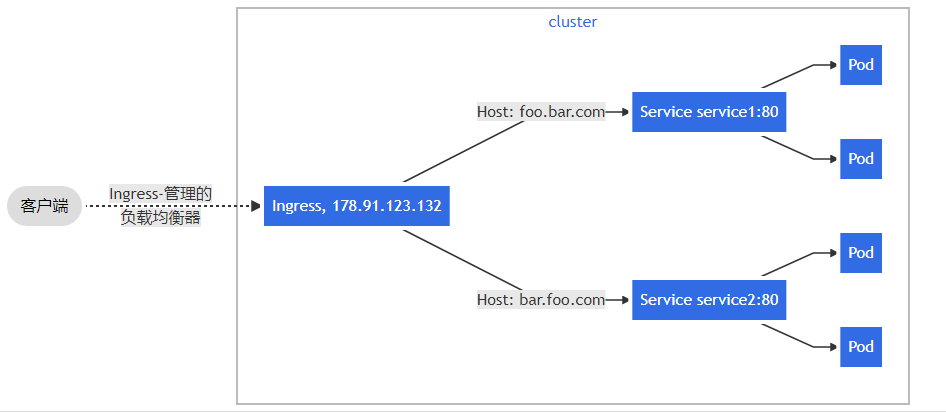 cluster
Pod
Host: foo.bar.com
Service service1:80
Pod
客户端
Ingress-管理的
负载均衡器
Ingress, 178.91.123.132
Pod
Host: bar.foo.com
Service service2:80
Pod